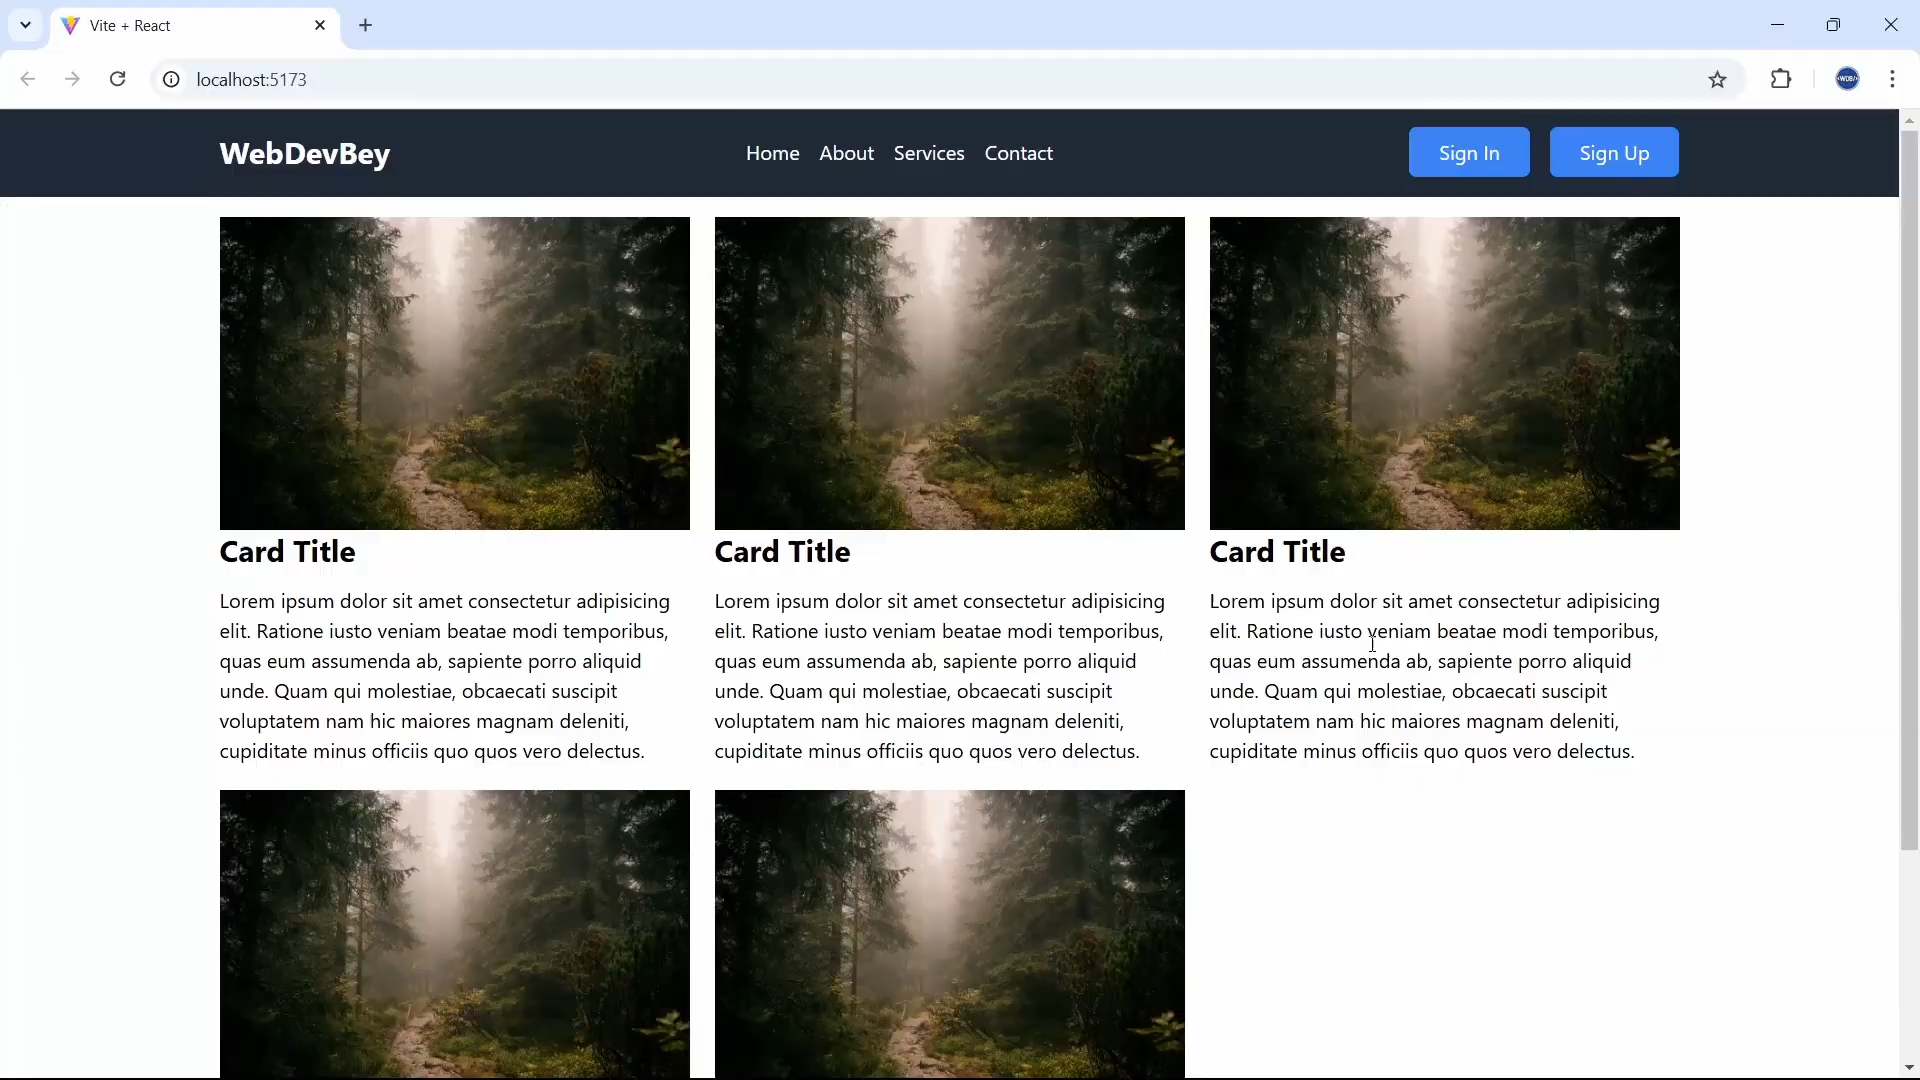 Vite + React
localhost:5173
<WDB/>
WebDevBey
Home About Services Contact
Sign In
Sign Up
Card Title
Lorem ipsum dolor sit amet consectetur adipisicing
elit. Ratione iusto veniam beatae modi temporibus,
quas eum assumenda ab, sapiente porro aliquid
unde. Quam qui molestiae, obcaecati suscipit
voluptatem nam hic maiores magnam deleniti,
cupiditate minus officiis quo quos vero delectus.
Card Title
Lorem ipsum dolor sit amet consectetur adipisicing
elit. Ratione iusto veniam beatae modi temporibus,
quas eum assumenda ab, sapiente porro aliquid
unde. Quam qui molestiae, obcaecati suscipit
voluptatem nam hic maiores magnam deleniti,
cupiditate minus officiis quo quos vero delectus.
Card Title
Lorem ipsum dolor sit amet consectetur adipisicing
elit. Ratione iusto veniam beatae modi temporibus,
quas eum assumenda ab, sapiente porro aliquid
unde. Quam qui molestiae, obcaecati suscipit
voluptatem nam hic maiores magnam deleniti,
cupiditate minus officiis quo quos vero delectus.